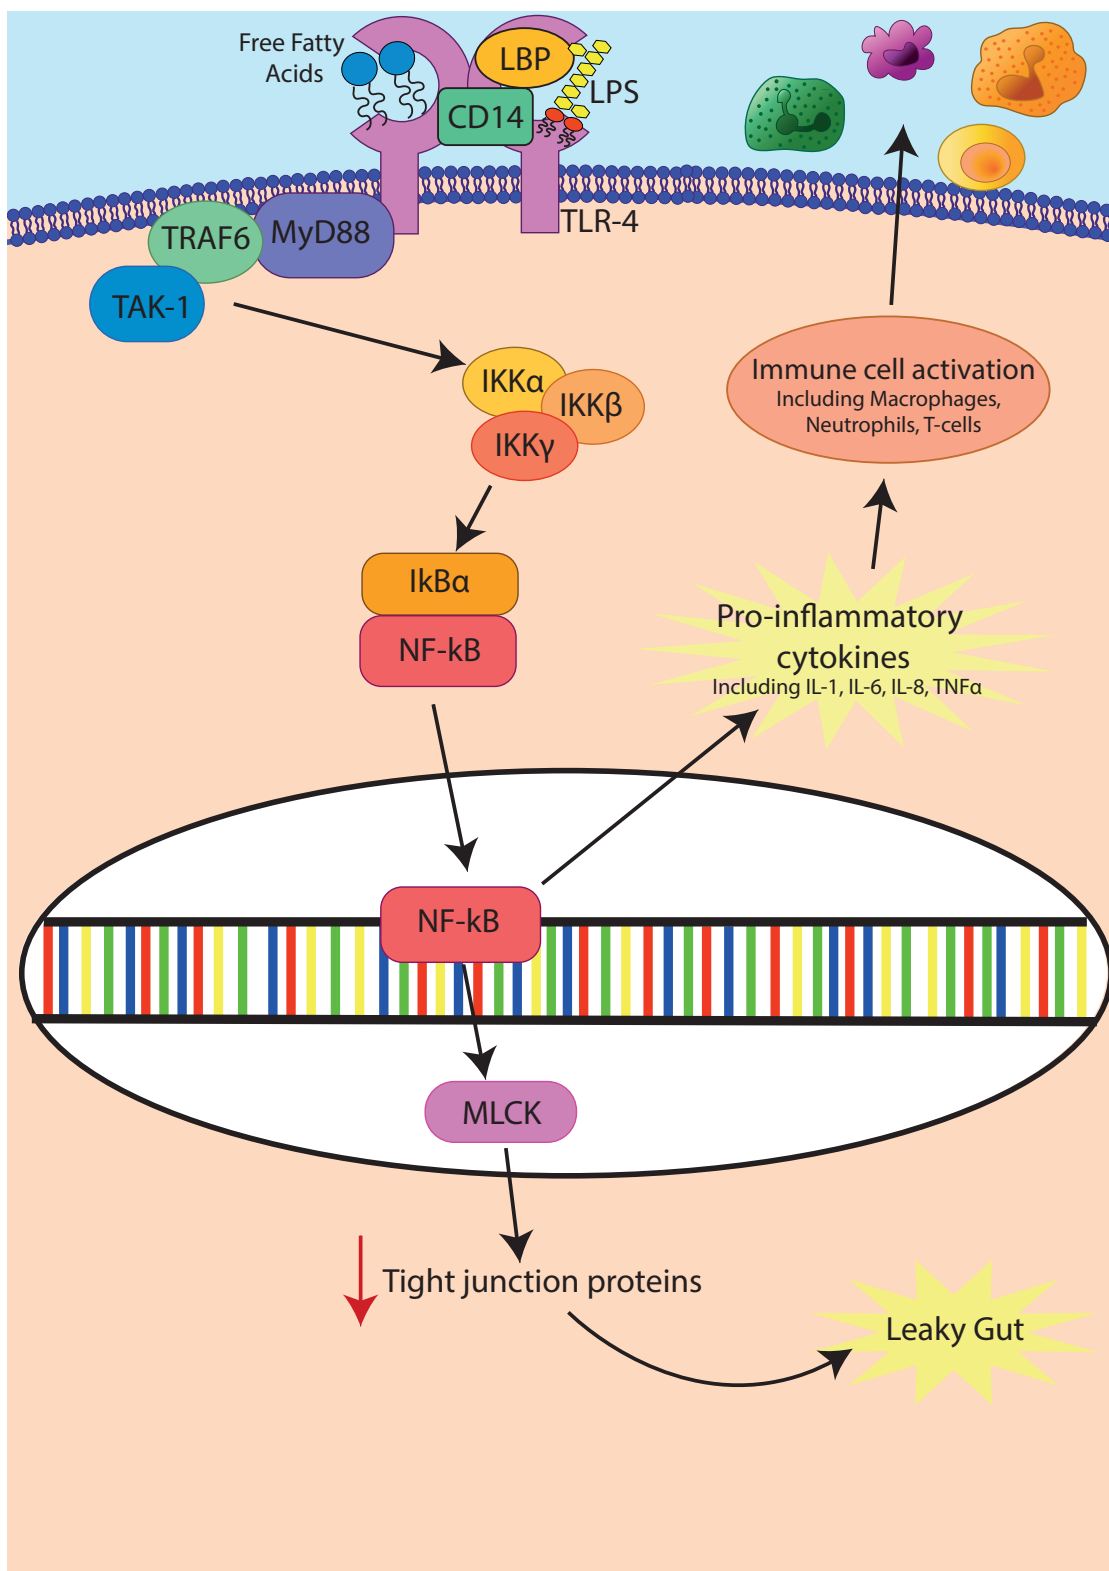 Free Fatty
Acids
LBP
LPS
CD14
TLR-4
MyD88
TRAF6
TAK-1
IKKα
IKKβ
IKKγ
Immune cell activation
Including Macrophages,
Neutrophils, T-cells
IkBα
NF-kB
Pro-inflammatory
cytokines
Including IL-1, IL-6, IL-8, TNFα
NF-kB
MLCK
Tight junction proteins
Leaky Gut